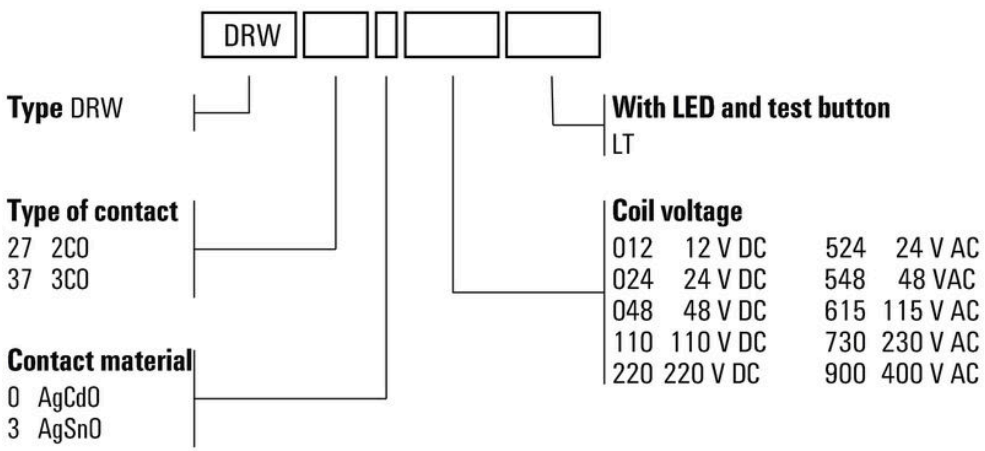 DRW
Type DRW
With LED and test button
LT
Type of contact
27 2CO
37 3CO
Coil voltage
012 12 V DC 524 24 V AC
024 24 V DC 548 48 VAC
048 48 V DC 615 115 V AC
110 110 V DC 730 230 V AC
220 220 V DC 900 400 V AC
Contact material
0 AgCdO
3 AgSnO